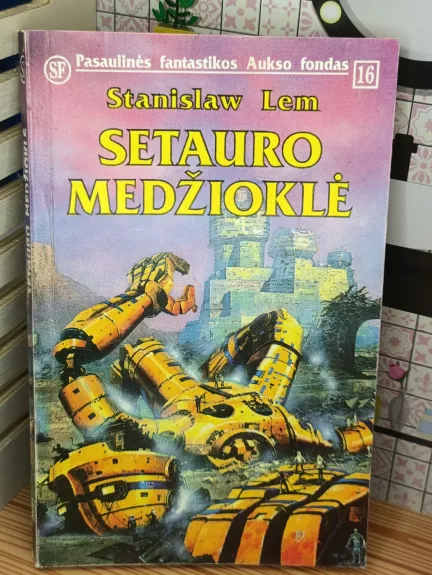 SF Pasaulinės fantastikos Aukso fondas 16
Stanislaw Lem
SETAURO
MEDŽIOKLĖ